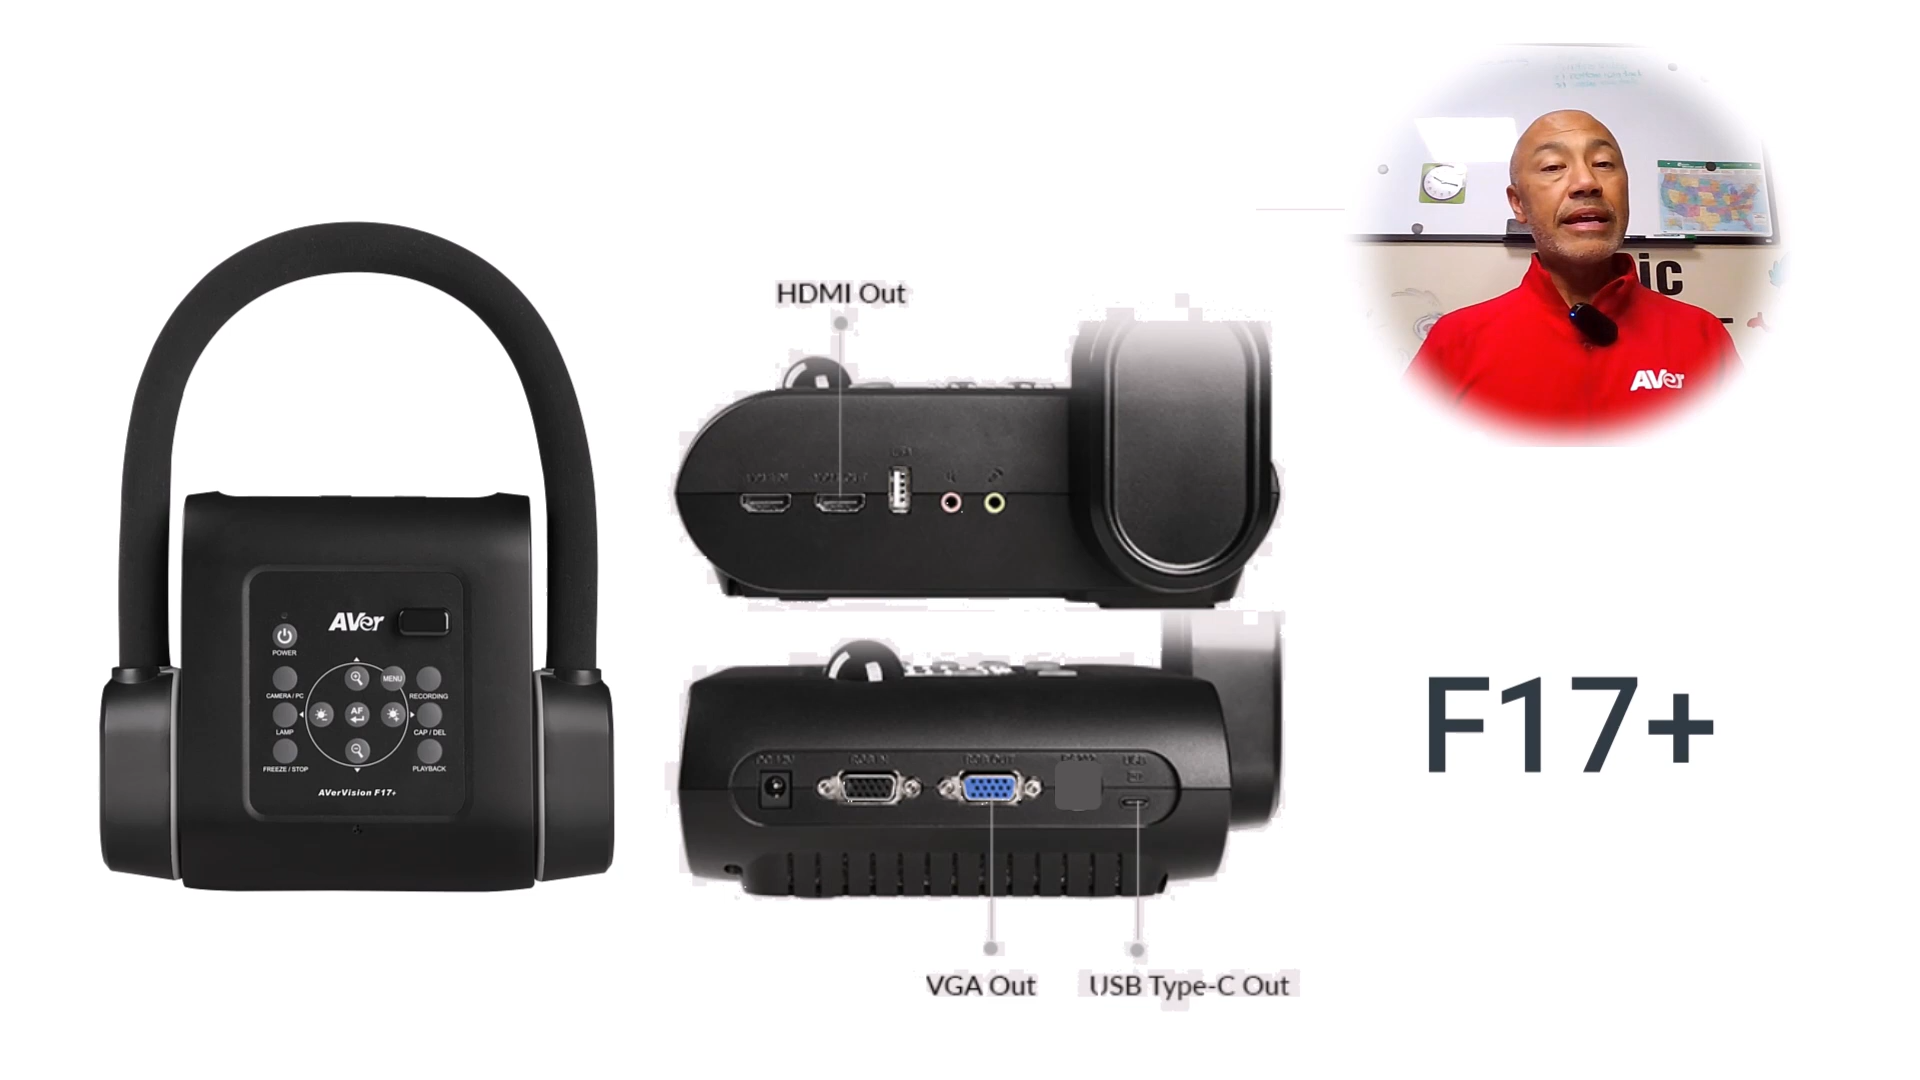 HDMI Out
AVer
POWER
CAMERA / PC
MENU
RECORDING
AF
LAMP
CAP / DEL
FREEZE / STOP
PLAYBACK
AVerVision F17+
USB
VGA Out
USB Type-C Out
AVer
F17+